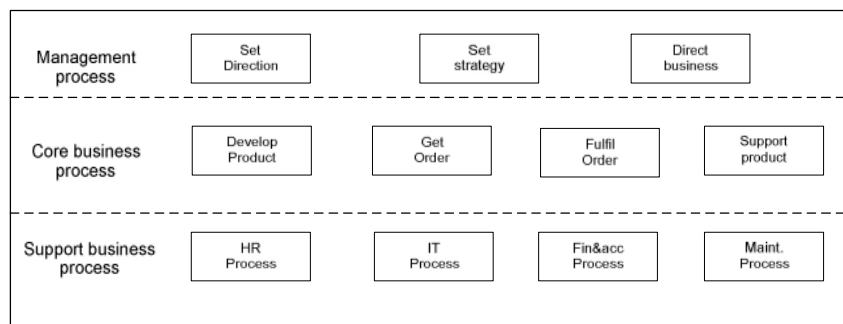 Management
process
Set
Direction
Set
strategy
Direct
business
Core business
process
Develop
Product
Get
Order
Fulfil
Order
Support
product
Support business
process
HR
Process
IT
Process
Fin&acc
Process
Maint.
Process